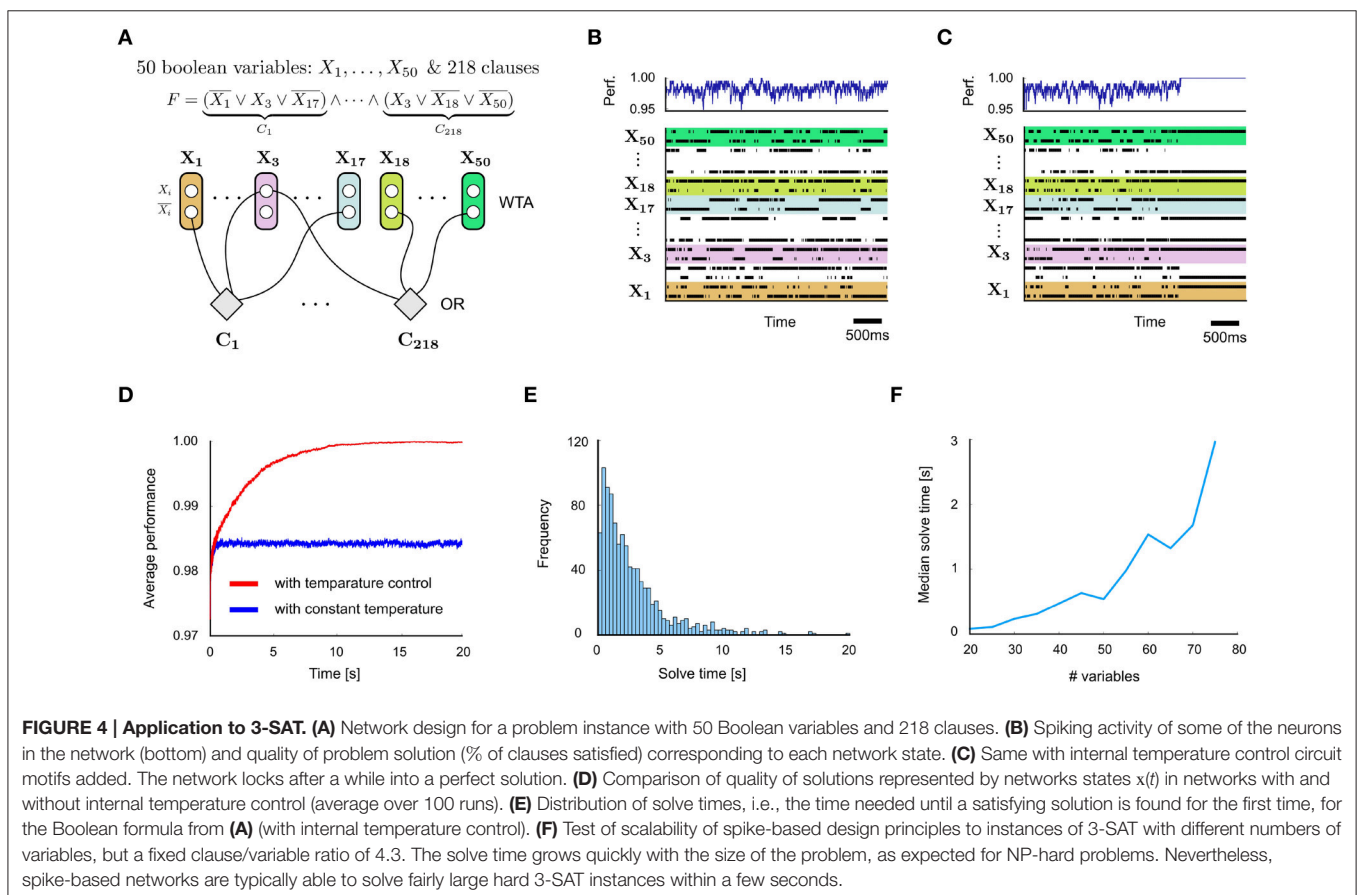 A
50 boolean variables: X₁, . . . , X₅₀ & 218 clauses
F = (X̅₁ ∨ X₃ ∨ X̅₁₇) ∧ · · · ∧ (X₃ ∨ X̅₁₈ ∨ X̅₅₀)
C₁ C₂₁₈
X₁ X₃ X₁₇ X₁₈ X₅₀
Xᵢ
X̅ᵢ
· · · · · · · · ·
WTA
· · ·
OR
C₁ C₂₁₈
B
Perf.
1.00
0.95
X₅₀
⋮
X₁₈
X₁₇
⋮
X₃
X₁
Time
500ms
C
Perf.
1.00
0.95
X₅₀
⋮
X₁₈
X₁₇
⋮
X₃
X₁
Time
500ms
D
Average performance
1.00
0.99
0.98
0.97
with temparature control
with constant temperature
0 5 10 15 20
Time [s]
E
Frequency
120
80
40
0
0 5 10 15 20
Solve time [s]
F
Median solve time [s]
3
2
1
0
20 30 40 50 60 70 80
# variables
FIGURE 4 | Application to 3-SAT. (A) Network design for a problem instance with 50 Boolean variables and 218 clauses. (B) Spiking activity of some of the neurons
in the network (bottom) and quality of problem solution (% of clauses satisfied) corresponding to each network state. (C) Same with internal temperature control circuit
motifs added. The network locks after a while into a perfect solution. (D) Comparison of quality of solutions represented by networks states x(t) in networks with and
without internal temperature control (average over 100 runs). (E) Distribution of solve times, i.e., the time needed until a satisfying solution is found for the first time, for
the Boolean formula from (A) (with internal temperature control). (F) Test of scalability of spike-based design principles to instances of 3-SAT with different numbers of
variables, but a fixed clause/variable ratio of 4.3. The solve time grows quickly with the size of the problem, as expected for NP-hard problems. Nevertheless,
spike-based networks are typically able to solve fairly large hard 3-SAT instances within a few seconds.